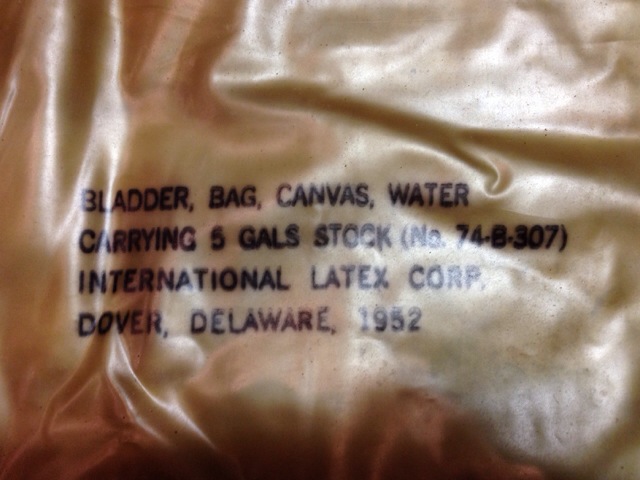 BLADDER, BAG, CANVAS, WATER
CARRYING 5 GALS STOCK (No. 74-B-307)
INTERNATIONAL LATEX CORP.
DOVER, DELAWARE, 1952